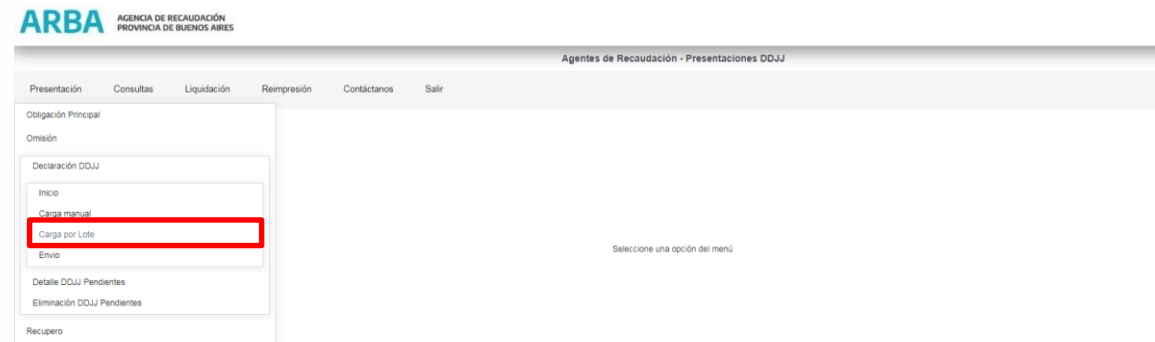 ARBA
AGENCIA DE RECAUDACIÓN
PROVINCIA DE BUENOS AIRES
Agentes de Recaudación - Presentaciones DDJJ
Presentación Consultas Liquidación Reimpresión Contáctanos Salir
Obligación Principal
Omisión
Declaración DDJJ
Inicio
Carga manual
Carga por Lote
Envio
Seleccione una opción del menú
Detalle DDJJ Pendientes
Eliminación DDJJ Pendientes
Recupero